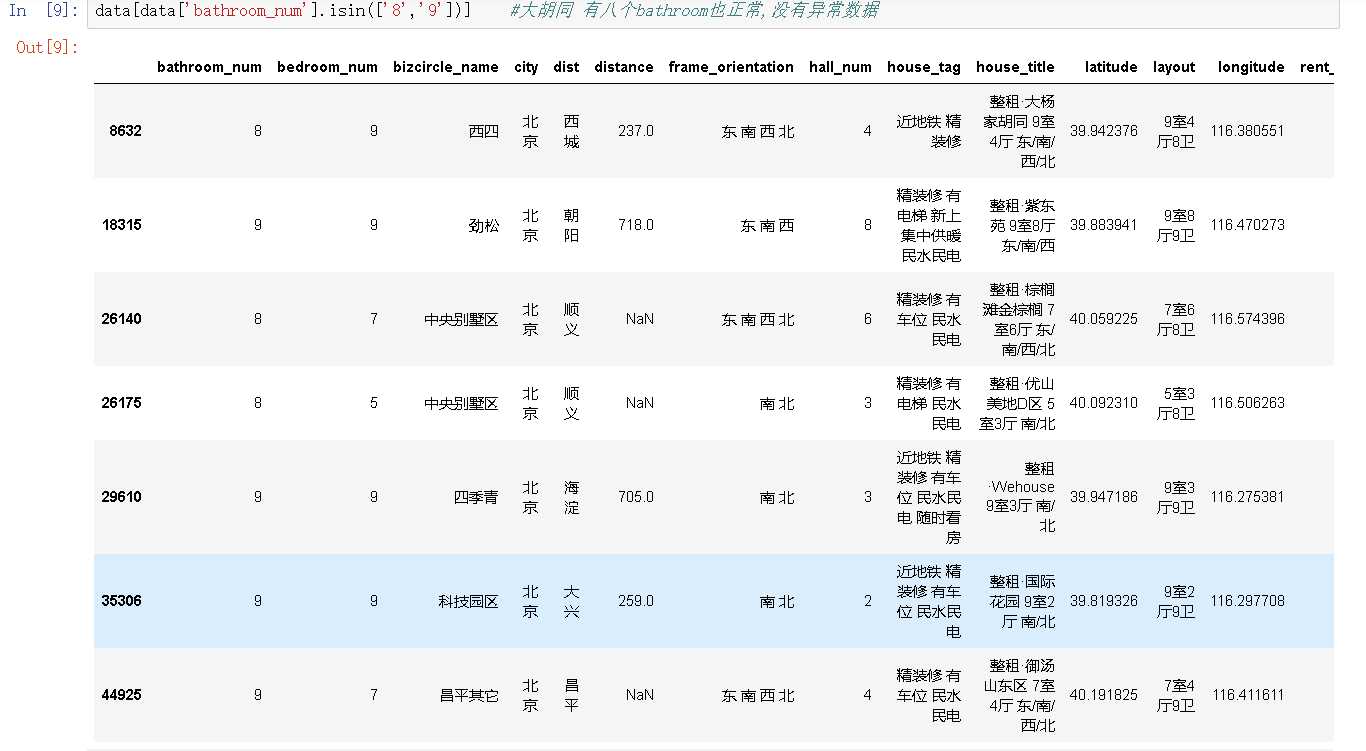 In [9]: data[data['bathroom_num'].isin(['8','9'])] #大胡同 有八个bathroom也正常,没有异常数据
Out[9]:
bathroom_num bedroom_num bizcircle_name city dist distance frame_orientation hall_num house_tag house_title latitude layout longitude rent_
8632 8 9 西四 北京 西城 237.0 东 南 西 北 4 近地铁 精装修 整租·大杨家胡同 9室4厅 东/南/西/北 39.942376 9室4厅8卫 116.380551
18315 9 9 劲松 北京 朝阳 718.0 东 南 西 8 精装修 有电梯 新上 集中供暖 民水民电 整租·紫东苑 9室8厅 东/南/西 39.883941 9室8厅9卫 116.470273
26140 8 7 中央别墅区 北京 顺义 NaN 东 南 西 北 6 精装修 有车位 民水民电 整租·棕榈滩金棕榈 7室6厅 东/南/西/北 40.059225 7室6厅8卫 116.574396
26175 8 5 中央别墅区 北京 顺义 NaN 南 北 3 精装修 有电梯 民水民电 整租·优山美地D区 5室3厅 南/北 40.092310 5室3厅8卫 116.506263
29610 9 9 四季青 北京 海淀 705.0 南 北 3 近地铁 精装修 有车位 民水民电 随时看房 整租·Wehouse 9室3厅 南/北 39.947186 9室3厅9卫 116.275381
35306 9 9 科技园区 北京 大兴 259.0 南 北 2 近地铁 精装修 有车位 民水民电 整租·国际花园 9室2厅 南/北 39.819326 9室2厅9卫 116.297708
44925 9 7 昌平其它 北京 昌平 NaN 东 南 西 北 4 精装修 有车位 民水民电 整租·御汤山东区 7室4厅 东/南/西/北 40.191825 7室4厅9卫 116.411611